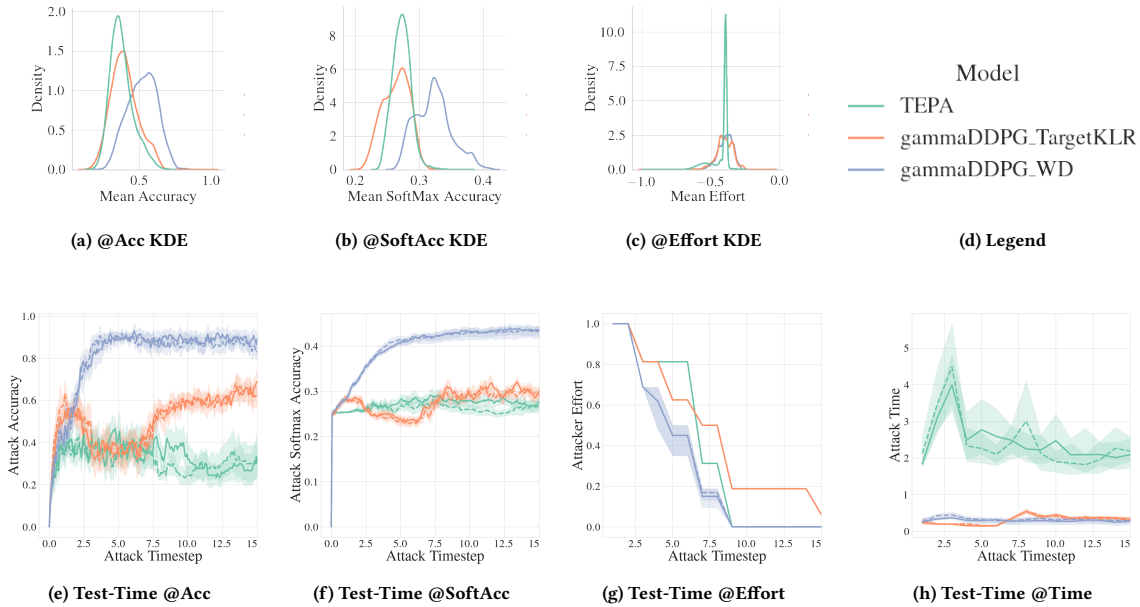 Density
2.0
1.5
1.0
0.5
0.0
0.5
1.0
Mean Accuracy
(a) @Acc KDE
Density
8
6
4
2
0
0.2
0.3
0.4
Mean SoftMax Accuracy
(b) @SoftAcc KDE
Density
10.0
7.5
5.0
2.5
0.0
−1.0
−0.5
0.0
Mean Effort
(c) @Effort KDE
Model
TEPA
gammaDDPG_TargetKLR
gammaDDPG_WD
(d) Legend
Attack Accuracy
1.0
0.8
0.6
0.4
0.2
0.0
0.0 2.5 5.0 7.5 10.0 12.5 15
Attack Timestep
(e) Test-Time @Acc
Attack Softmax Accuracy
0.4
0.3
0.2
0.1
0.0
0.0 2.5 5.0 7.5 10.0 12.5 15
Attack Timestep
(f) Test-Time @SoftAcc
Attacker Effort
1.0
0.8
0.6
0.4
0.2
0.0
2.5 5.0 7.5 10.0 12.5 15
Attack Timestep
(g) Test-Time @Effort
Attack Time
5
4
3
2
1
0
2.5 5.0 7.5 10.0 12.5 15
Attack Timestep
(h) Test-Time @Time